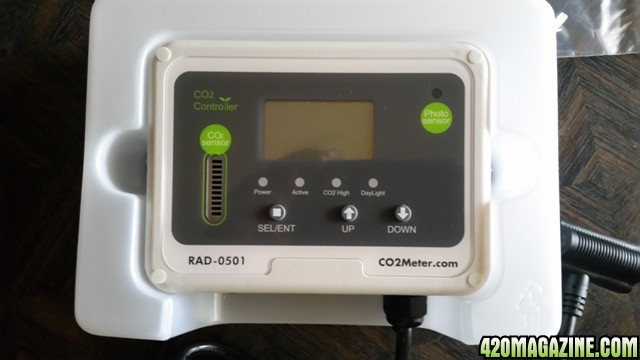 CO2
Controller
CO2
sensor
Photo
sensor
Power Active CO2 High DayLight
SEL/ENT UP DOWN
RAD-0501 CO2Meter.com
420MAGAZINE.COM